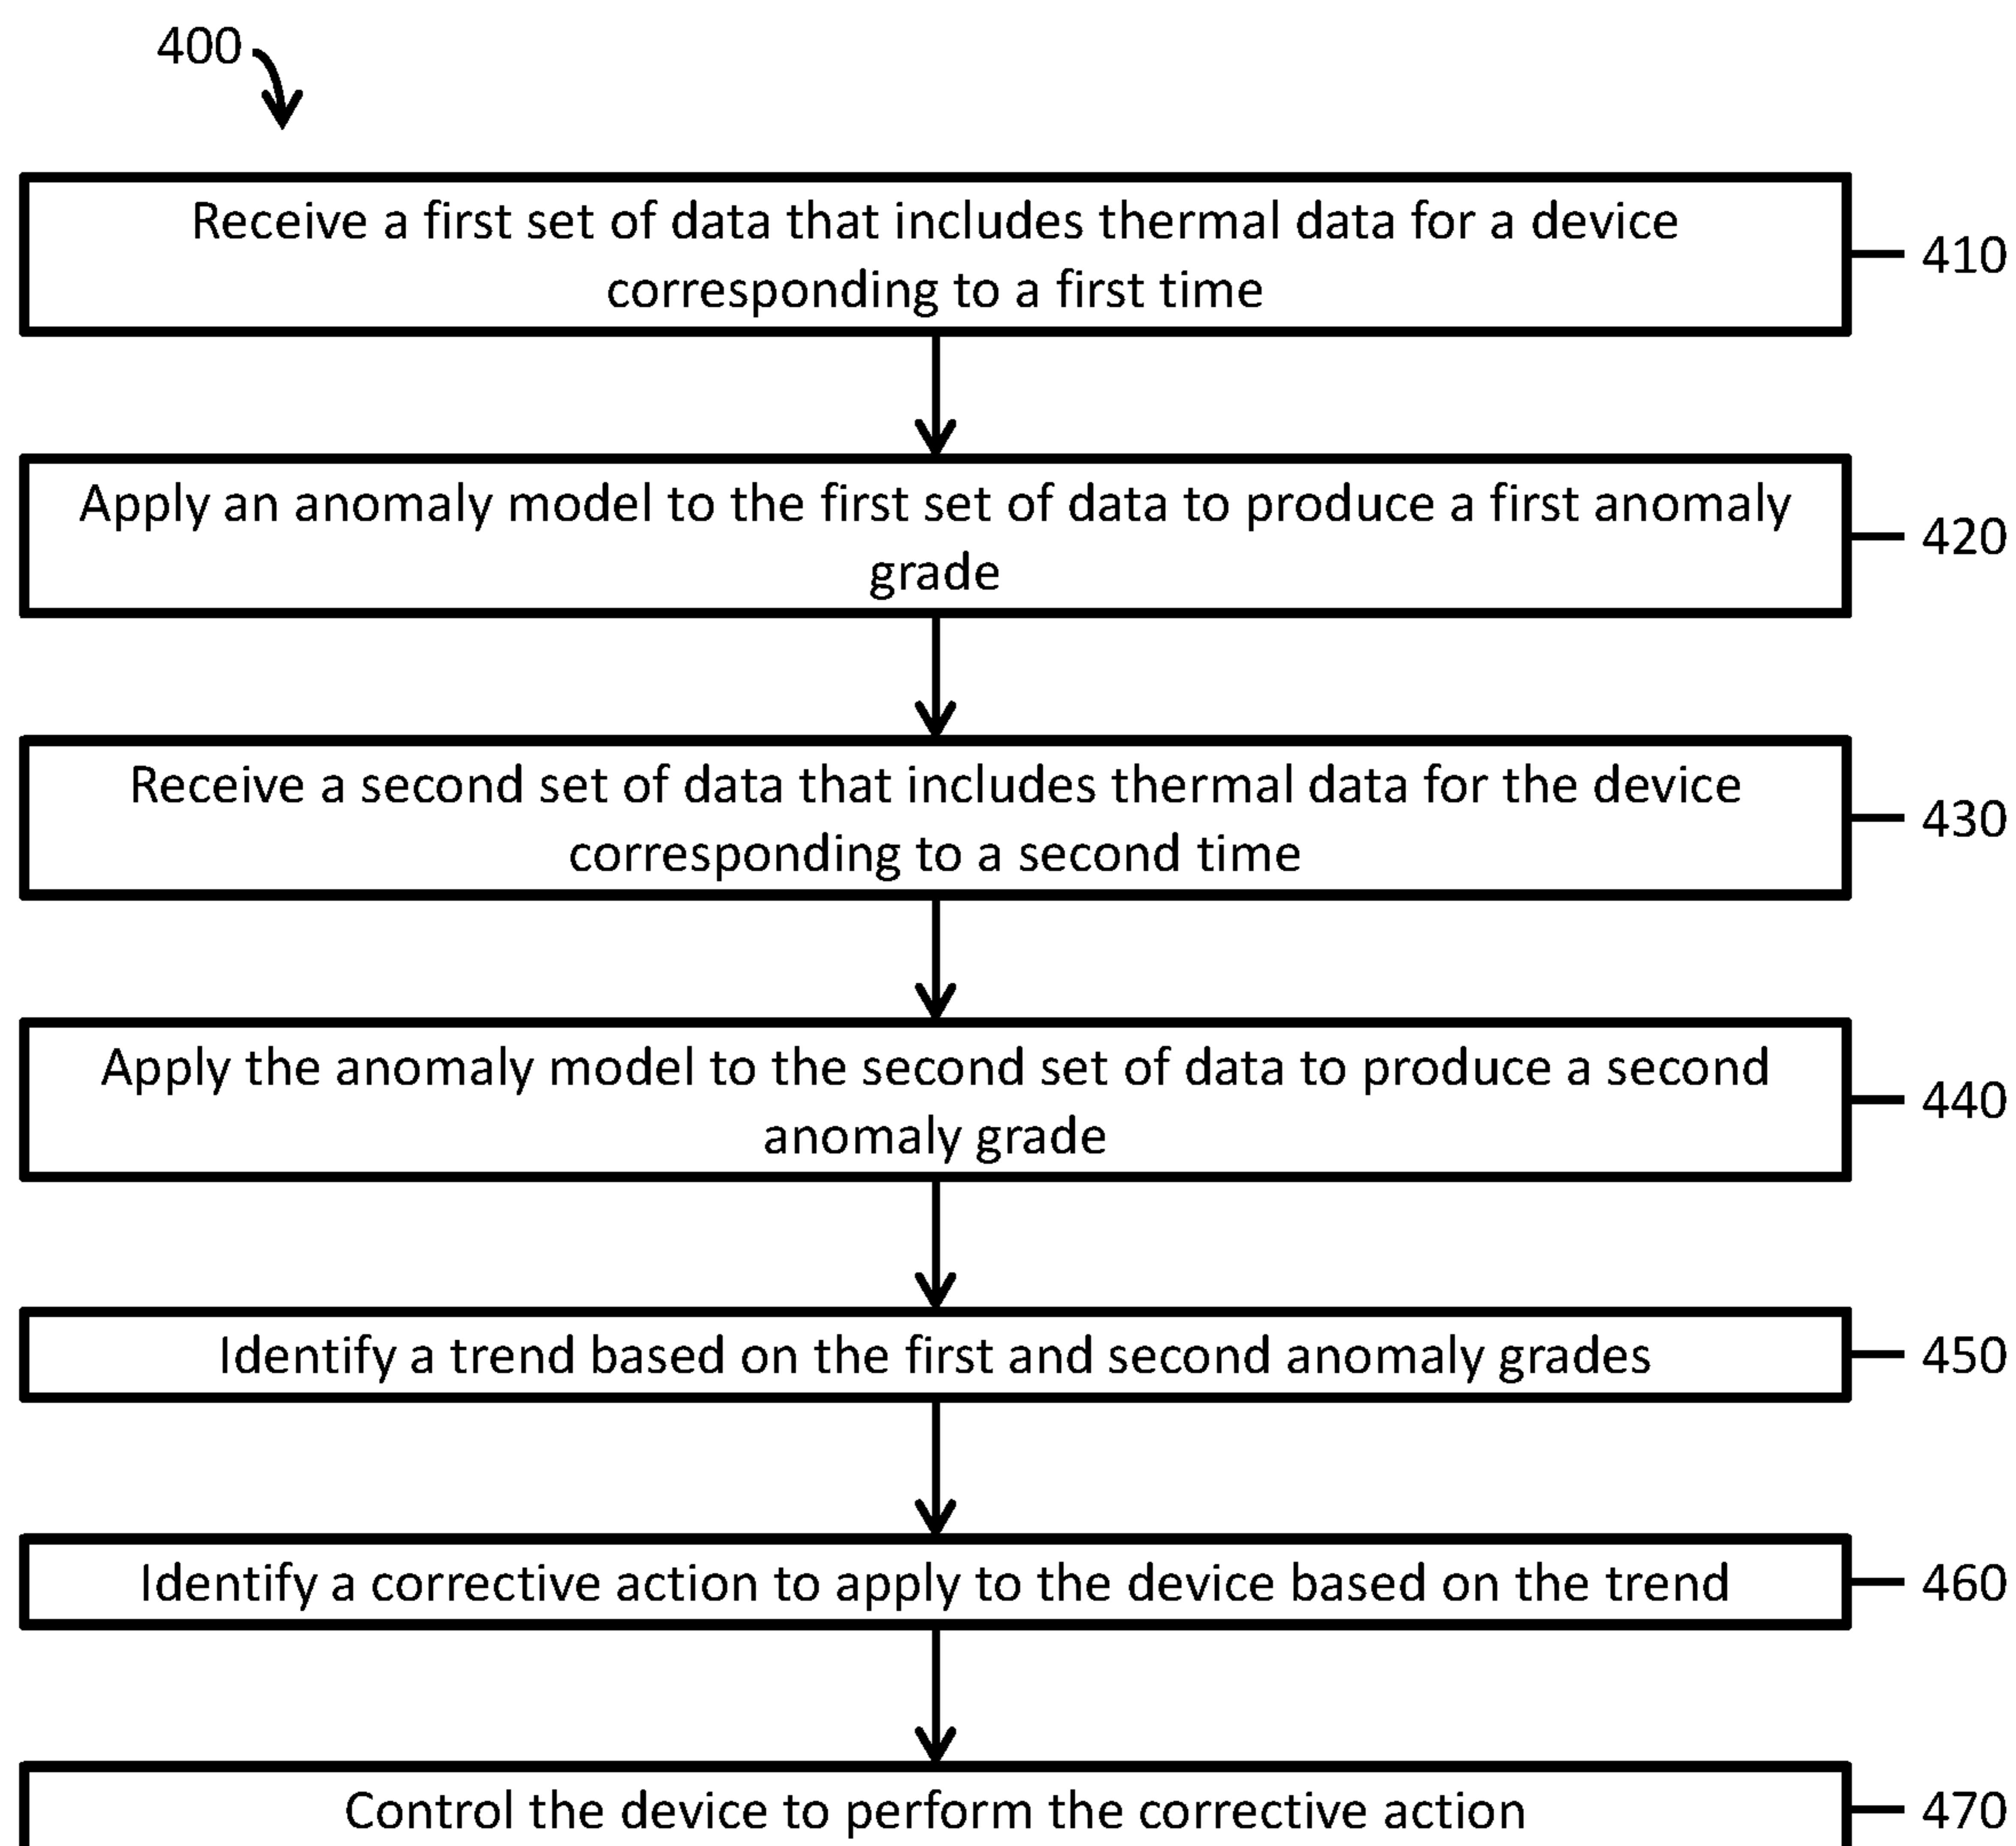 400
Receive a first set of data that includes thermal data for a device
corresponding to a first time
410
Apply an anomaly model to the first set of data to produce a first anomaly
grade
420
Receive a second set of data that includes thermal data for the device
corresponding to a second time
430
Apply the anomaly model to the second set of data to produce a second
anomaly grade
440
Identify a trend based on the first and second anomaly grades
450
Identify a corrective action to apply to the device based on the trend
460
Control the device to perform the corrective action
470